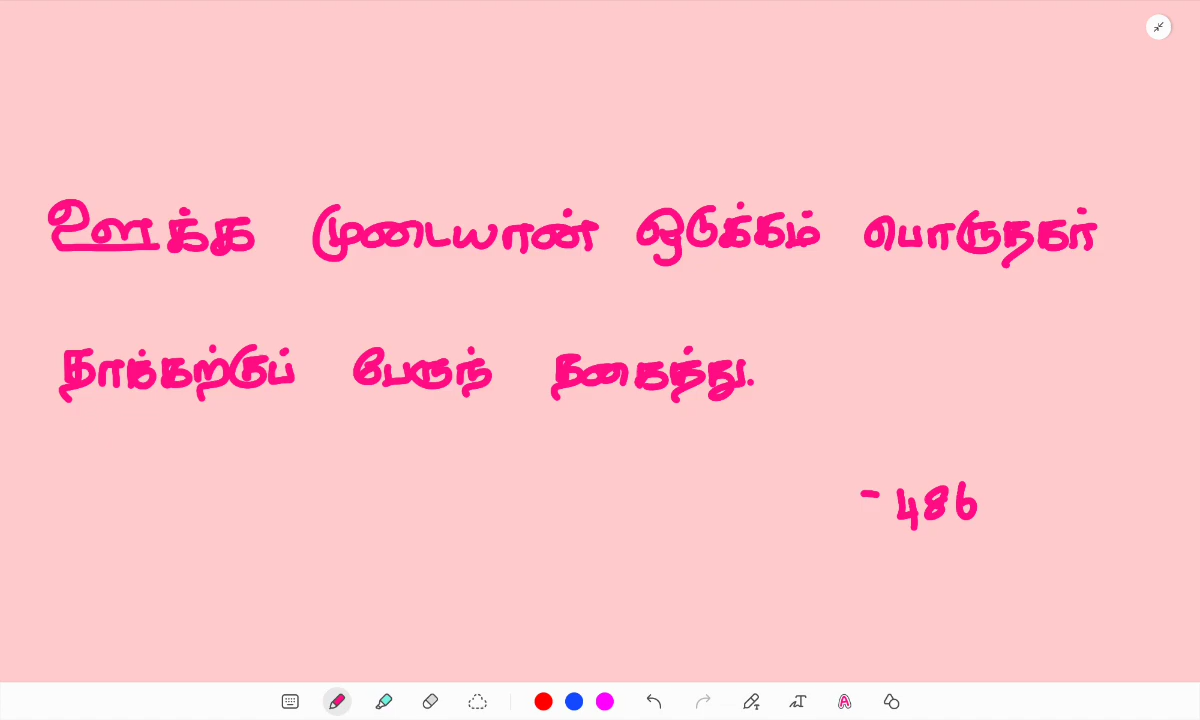 ஊக்க முடையான் ஒடுக்கம் பொருதகர்
தாக்கற்குப் பேருந் தகைத்து.
- 486